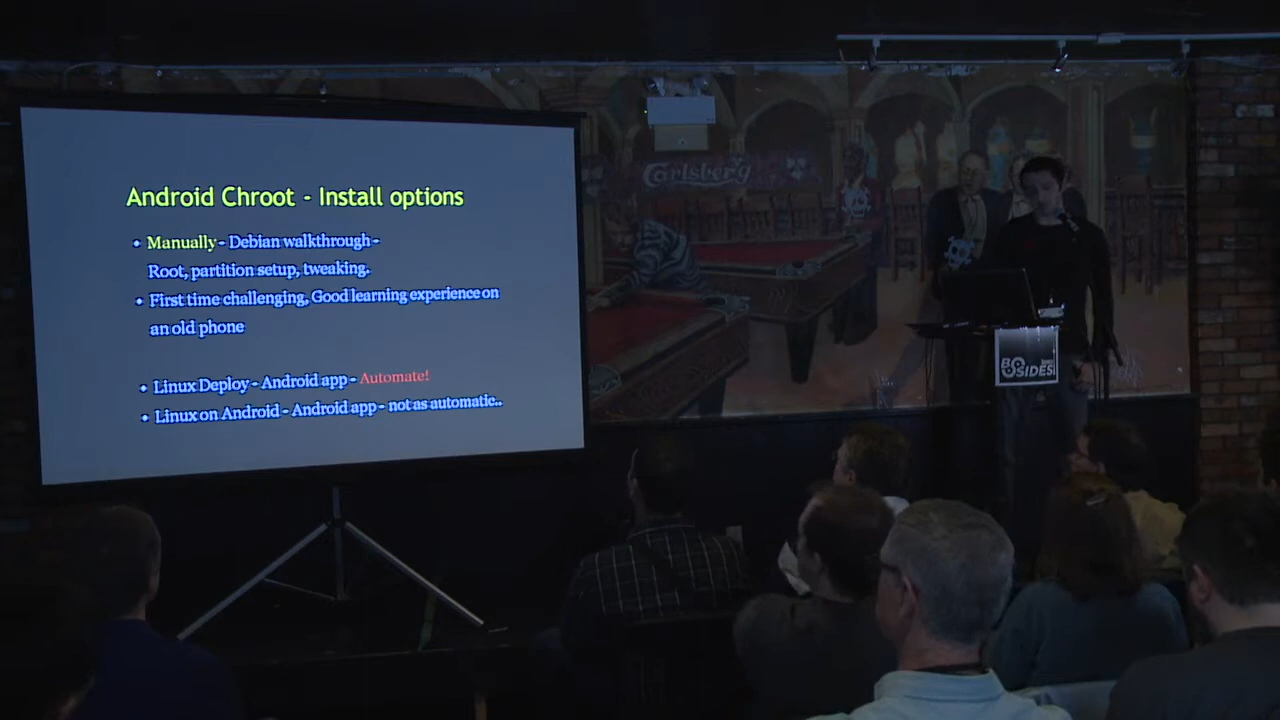 Android Chroot - Install options
• Manually - Debian walkthrough -
Root, partition setup, tweaking.
• First time challenging, Good learning experience on
an old phone
• Linux Deploy - Android app - Automate!
• Linux on Android - Android app - not as automatic..
Carlsberg
BSIDES